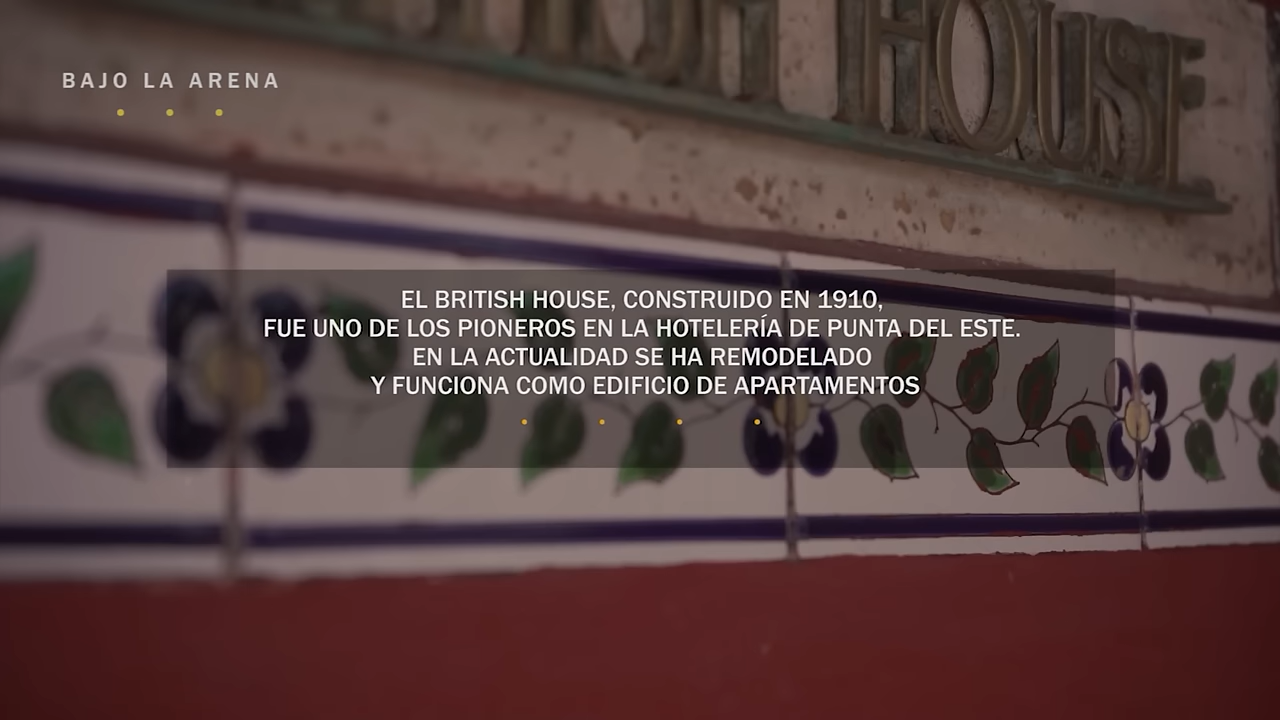 HOUSE
BAJO LA ARENA
EL BRITISH HOUSE, CONSTRUIDO EN 1910,
FUE UNO DE LOS PIONEROS EN LA HOTELERÍA DE PUNTA DEL ESTE.
EN LA ACTUALIDAD SE HA REMODELADO
Y FUNCIONA COMO EDIFICIO DE APARTAMENTOS